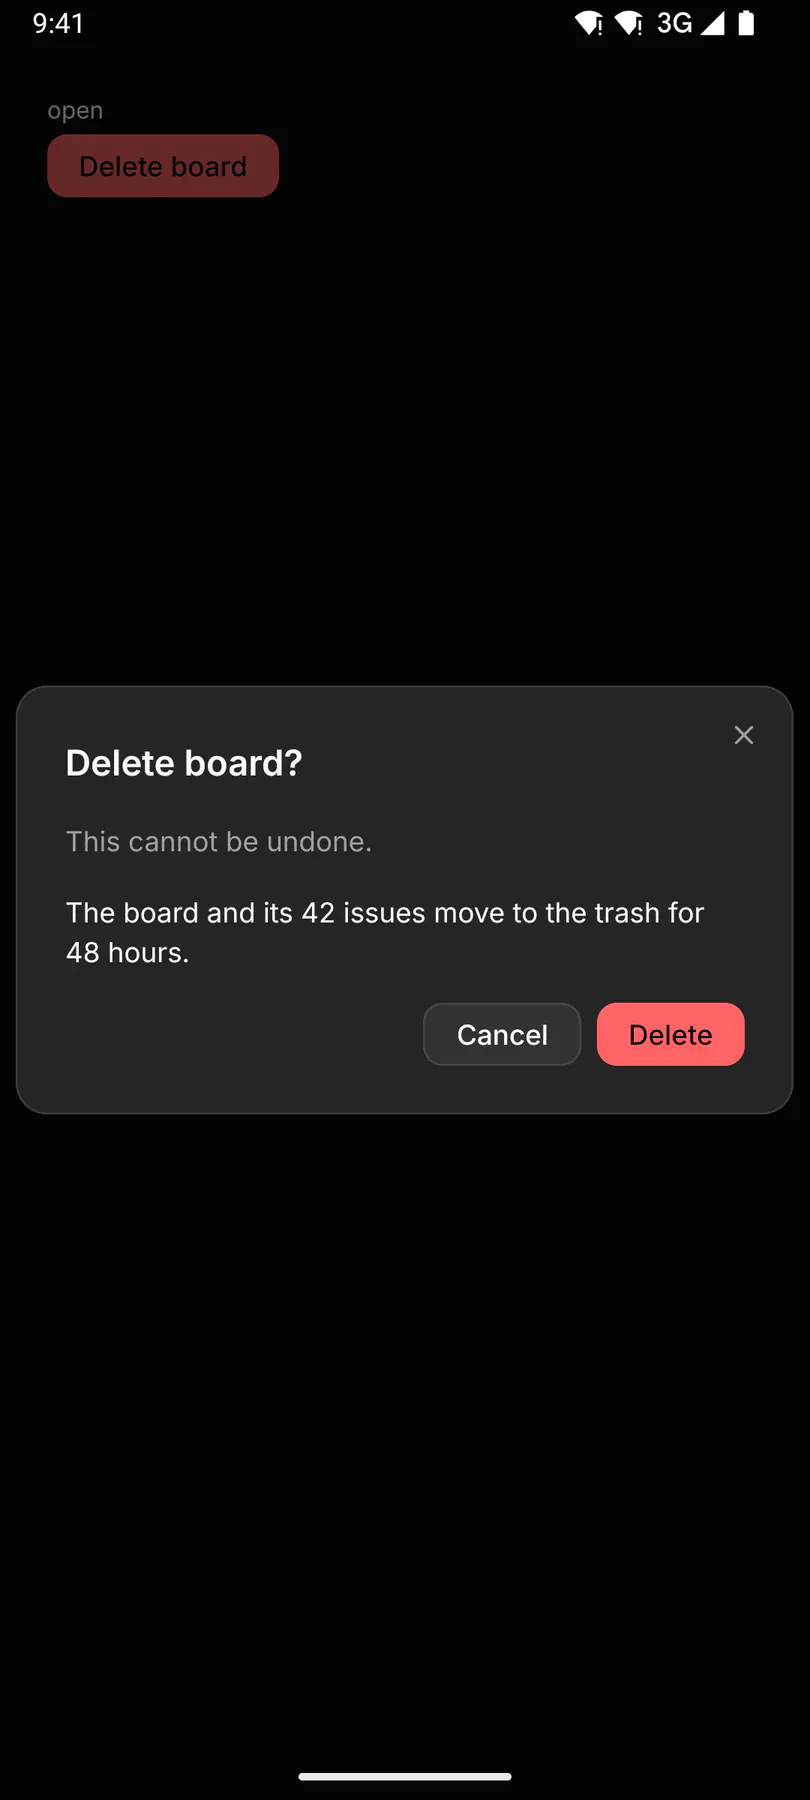 9:41
3G
open
Delete board
Delete board?
This cannot be undone.
The board and its 42 issues move to the trash for
48 hours.
Cancel
Delete